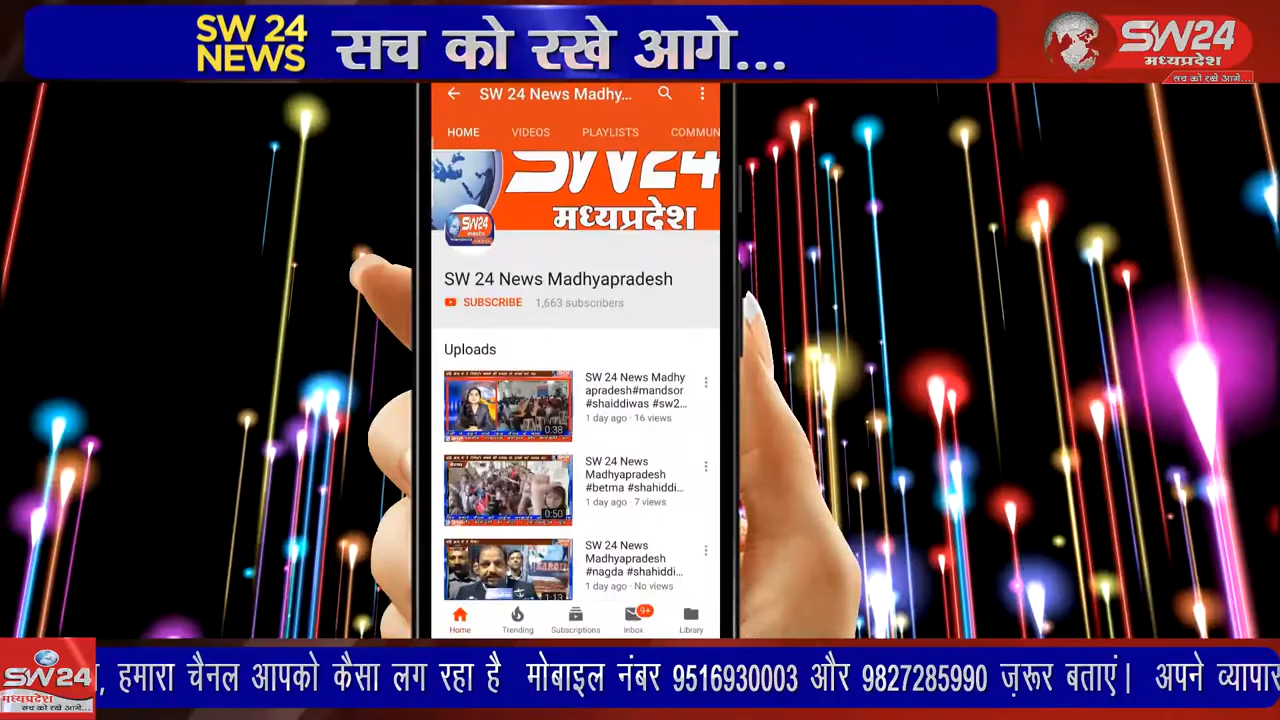 SW 24
NEWS
सच को रखे आगे...
SW24
मध्यप्रदेश
सच को रखे आगे...
SW 24 News Madhy...
HOME VIDEOS PLAYLISTS COMMUN
SW24
मध्यप्रदेश
SW24
SW 24 News Madhyapradesh
SUBSCRIBE 1,663 subscribers
Uploads
SW 24 News Madhy
apradesh#mandsor
#shaiddiwas #sw2...
1 day ago · 16 views
0:38
SW 24 News
Madhyapradesh
#betma #shahiddi...
1 day ago · 7 views
0:50
SW 24 News
Madhyapradesh
#nagda #shahiddi...
1 day ago · No views
1:13
9+
Home Trending Subscriptions Inbox Library
SW24
मध्यप्रदेश
सच को रखे आगे...
, हमारा चैनल आपको कैसा लग रहा है मोबाइल नंबर 9516930003 और 9827285990 ज़रूर बताएं। अपने व्यापार